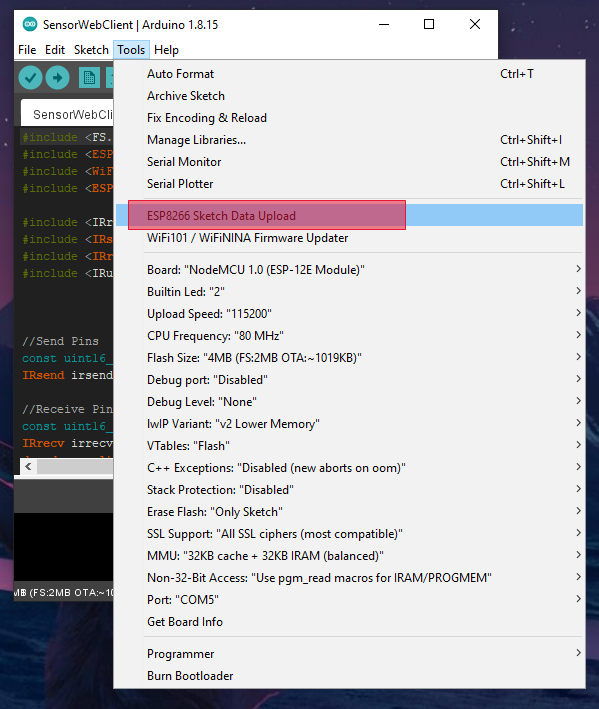 SensorWebClient | Arduino 1.8.15
File Edit Sketch Tools Help
Auto Format Ctrl+T
Archive Sketch
Fix Encoding & Reload
Manage Libraries... Ctrl+Shift+I
Serial Monitor Ctrl+Shift+M
Serial Plotter Ctrl+Shift+L
ESP8266 Sketch Data Upload
WiFi101 / WiFiNINA Firmware Updater
Board: "NodeMCU 1.0 (ESP-12E Module)"
Builtin Led: "2"
Upload Speed: "115200"
CPU Frequency: "80 MHz"
Flash Size: "4MB (FS:2MB OTA:~1019KB)"
Debug port: "Disabled"
Debug Level: "None"
lwIP Variant: "v2 Lower Memory"
VTables: "Flash"
C++ Exceptions: "Disabled (new aborts on oom)"
Stack Protection: "Disabled"
Erase Flash: "Only Sketch"
SSL Support: "All SSL ciphers (most compatible)"
MMU: "32KB cache + 32KB IRAM (balanced)"
Non-32-Bit Access: "Use pgm_read macros for IRAM/PROGMEM"
Port: "COM5"
Get Board Info
Programmer
Burn Bootloader
SensorWebCli
#include <FS.
#include <ESP
#include <WiF
#include <ESP
#include <IRr
#include <IRs
#include <IRr
#include <IRu
//Send Pins
const uint16_
IRsend irsend
//Receive Pin
const uint16_
IRrecv irrecv
(FS:2MB OTA:~10